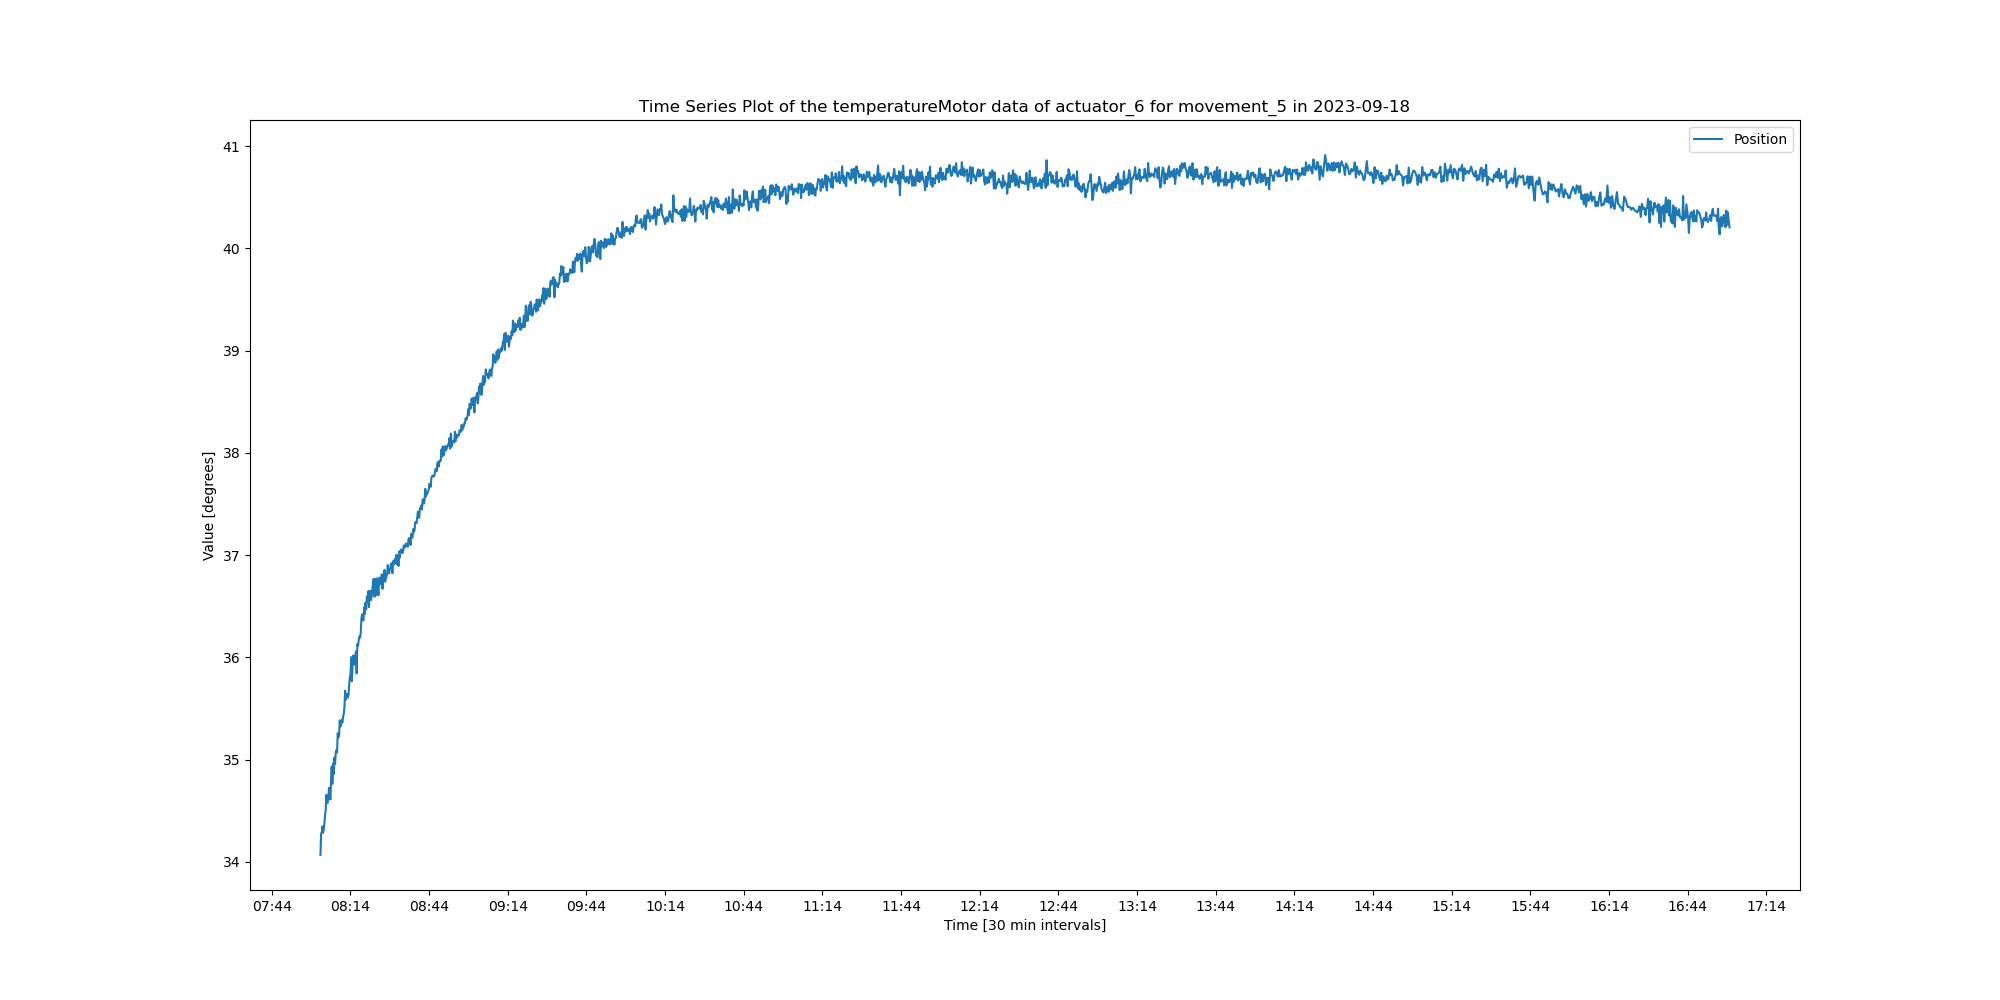 Time Series Plot of the temperatureMotor data of actuator_6 for movement_5 in 2023-09-18
Position
41
40
39
38
37
36
35
34
Value [degrees]
07:44 08:14 08:44 09:14 09:44 10:14 10:44 11:14 11:44 12:14 12:44 13:14 13:44 14:14 14:44 15:14 15:44 16:14 16:44 17:14
Time [30 min intervals]